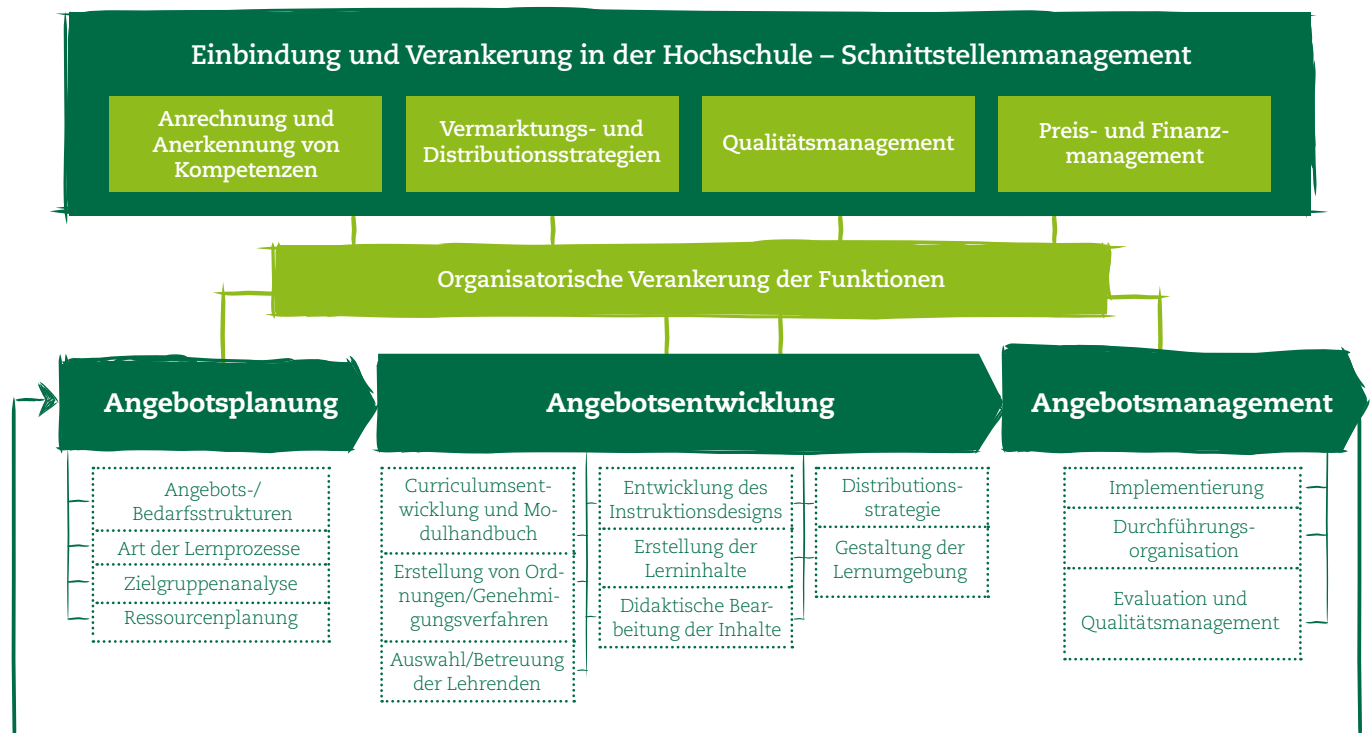 Einbindung und Verankerung in der Hochschule – Schnittstellenmanagement
Anrechnung und
Anerkennung von
Kompetenzen
Vermarktungs- und
Distributionsstrategien
Qualitätsmanagement
Preis- und Finanz-
management
Organisatorische Verankerung der Funktionen
Angebotsplanung
Angebots-/
Bedarfsstrukturen
Art der Lernprozesse
Zielgruppenanalyse
Ressourcenplanung
Angebotsentwicklung
Curriculumsent-
wicklung und Mo-
dulhandbuch
Erstellung von Ord-
nungen/Genehmi-
gungsverfahren
Auswahl/Betreuung
der Lehrenden
Entwicklung des
Instruktionsdesigns
Erstellung der
Lerninhalte
Didaktische Bear-
beitung der Inhalte
Distributions-
strategie
Gestaltung der
Lernumgebung
Angebotsmanagement
Implementierung
Durchführungs-
organisation
Evaluation und
Qualitätsmanagement